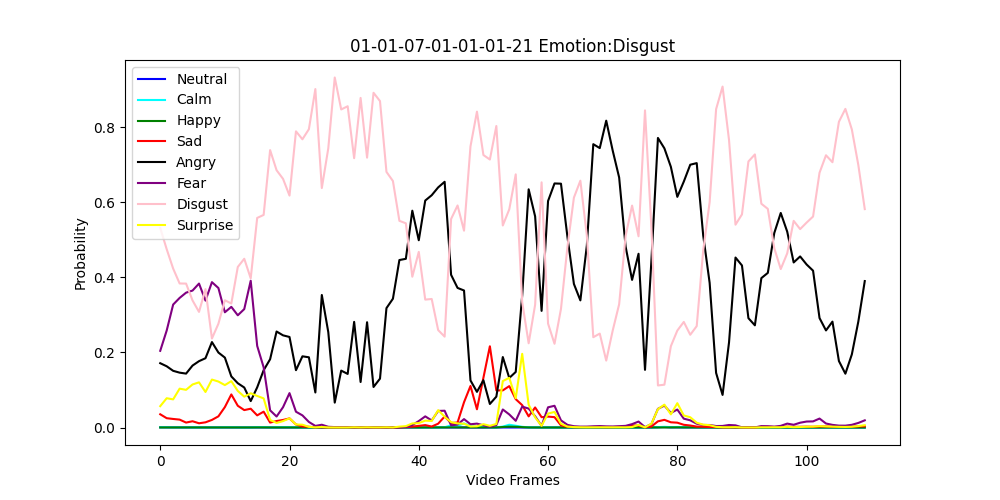 01-01-07-01-01-01-21 Emotion:Disgust
Neutral
Calm
Happy
Sad
Angry
Fear
Disgust
Surprise
Probability
0.8
0.6
0.4
0.2
0.0
0 20 40 60 80 100
Video Frames